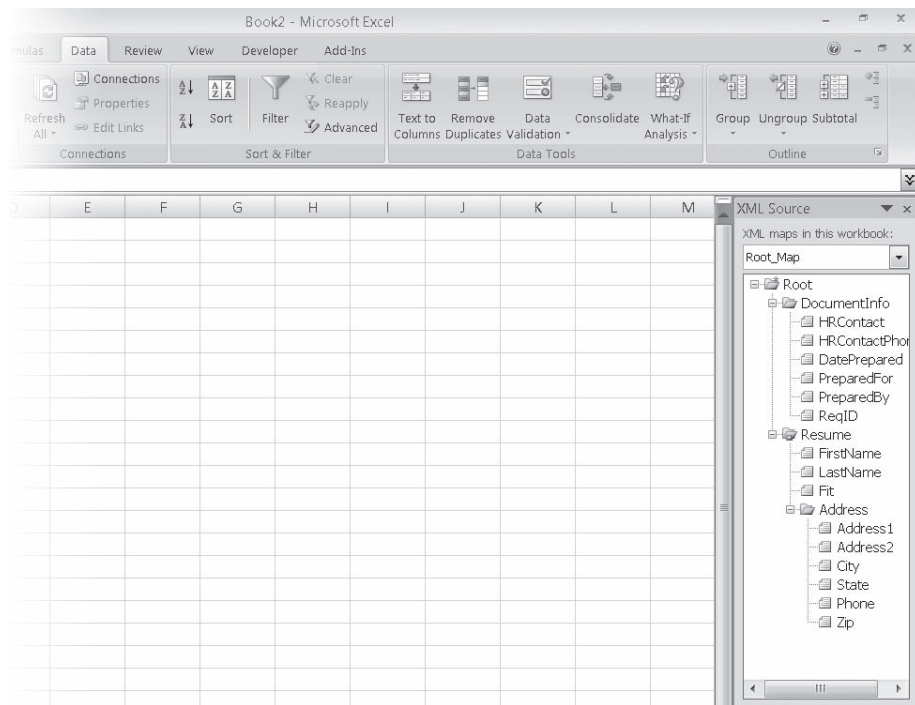 Book2 - Microsoft Excel
Data Review View Developer Add-Ins
Refresh All
Connections
Properties
Edit Links
Connections
Sort
Filter
Clear
Reapply
Advanced
Sort & Filter
Text to Columns
Remove Duplicates
Data Validation
Consolidate
What-If Analysis
Data Tools
Group
Ungroup
Subtotal
Outline
E F G H I J K L M
XML Source
XML maps in this workbook:
Root_Map
Root
DocumentInfo
HRContact
HRContactPhon
DatePrepared
PreparedFor
PreparedBy
ReqID
Resume
FirstName
LastName
Fit
Address
Address1
Address2
City
State
Phone
Zip